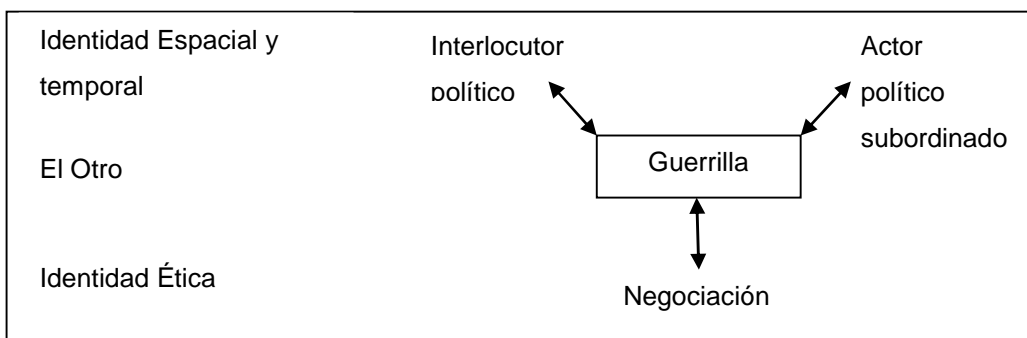 Identidad Espacial y
temporal
Interlocutor
político
Actor
político
subordinado
El Otro
Guerrilla
Identidad Ética
Negociación